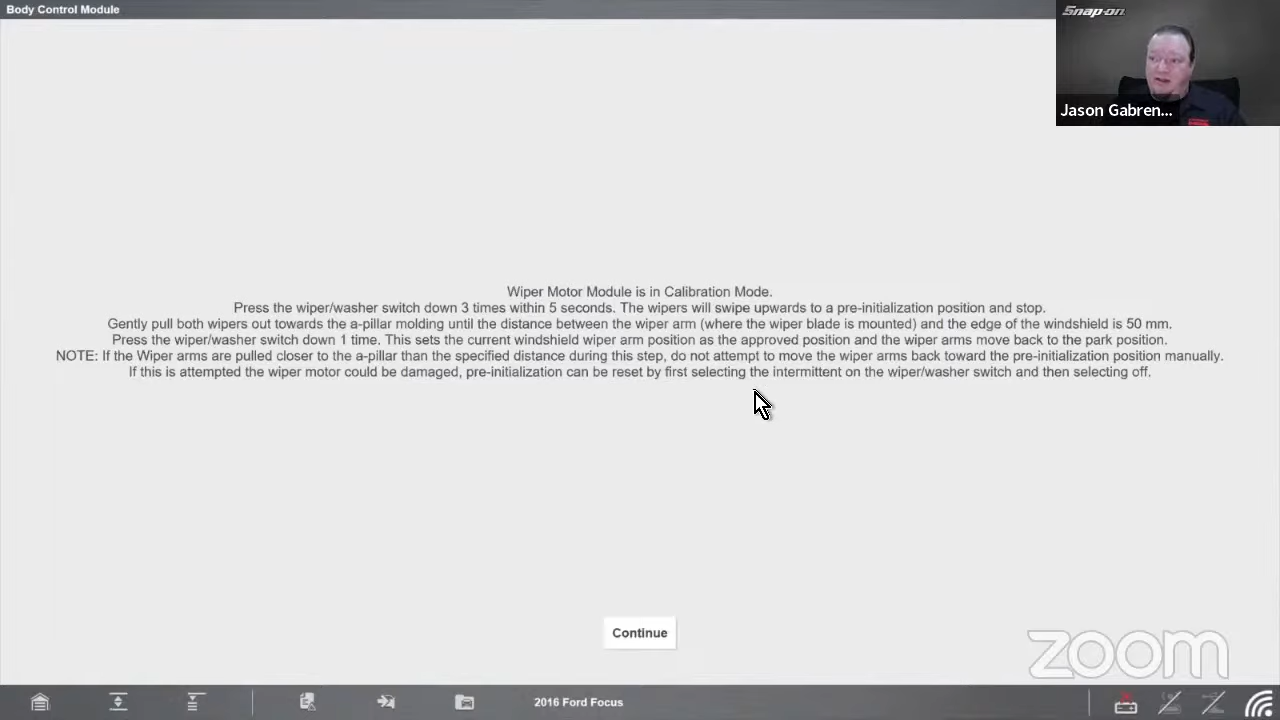 Body Control Module
Snap-on
Jason Gabren...
Wiper Motor Module is in Calibration Mode.
Press the wiper/washer switch down 3 times within 5 seconds. The wipers will swipe upwards to a pre-initialization position and stop.
Gently pull both wipers out towards the a-pillar molding until the distance between the wiper arm (where the wiper blade is mounted) and the edge of the windshield is 50 mm.
Press the wiper/washer switch down 1 time. This sets the current windshield wiper arm position as the approved position and the wiper arms move back to the park position.
NOTE: If the Wiper arms are pulled closer to the a-pillar than the specified distance during this step, do not attempt to move the wiper arms back toward the pre-initialization position manually.
If this is attempted the wiper motor could be damaged, pre-initialization can be reset by first selecting the intermittent on the wiper/washer switch and then selecting off.
Continue
zoom
2016 Ford Focus